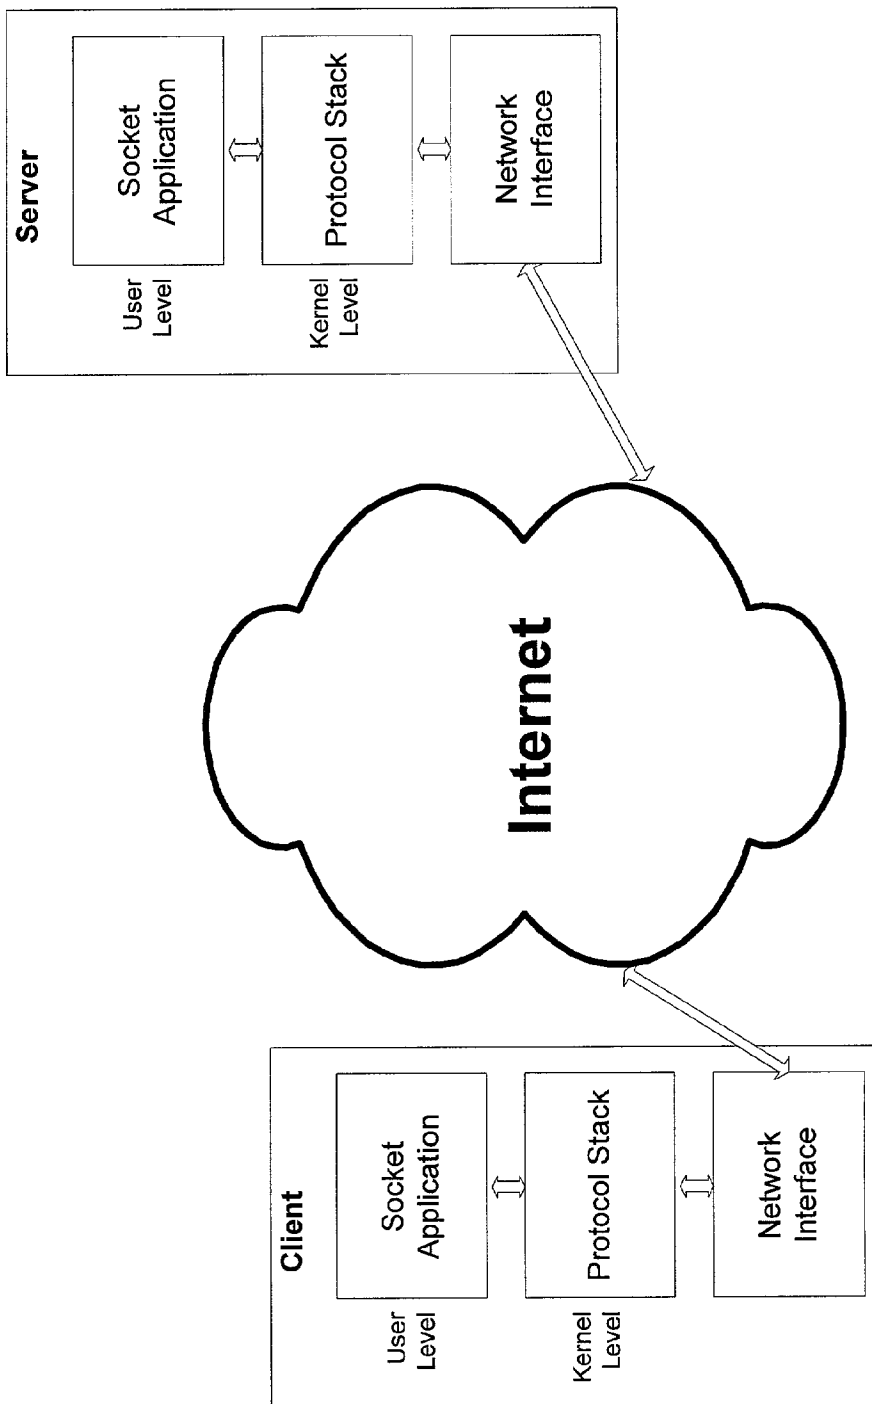 Client
User
Level
Socket
Application
Kernel
Level
Protocol Stack
Network
Interface
Internet
Server
User
Level
Socket
Application
Kernel
Level
Protocol Stack
Network
Interface